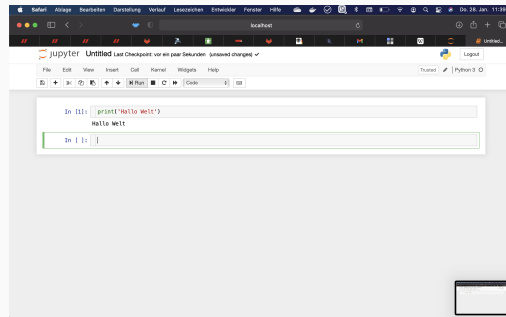 Safari Ablage Bearbeiten Darstellung Verlauf Lesezeichen Entwickler Fenster Hilfe Do. 28. Jan. 11:39
localhost
Untitled...
jupyter Untitled Last Checkpoint: vor ein paar Sekunden (unsaved changes) Logout
File Edit View Insert Cell Kernel Widgets Help Trusted Python 3
Run Code
In [1]: print("Hallo Welt")
Hallo Welt
In [ ]: